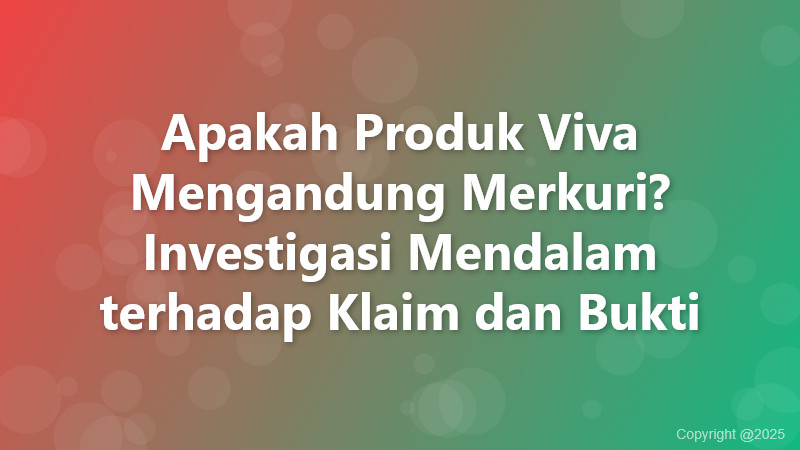 Apakah Produk Viva
Mengandung Merkuri?
Investigasi Mendalam
terhadap Klaim dan Bukti
Copyright @2025